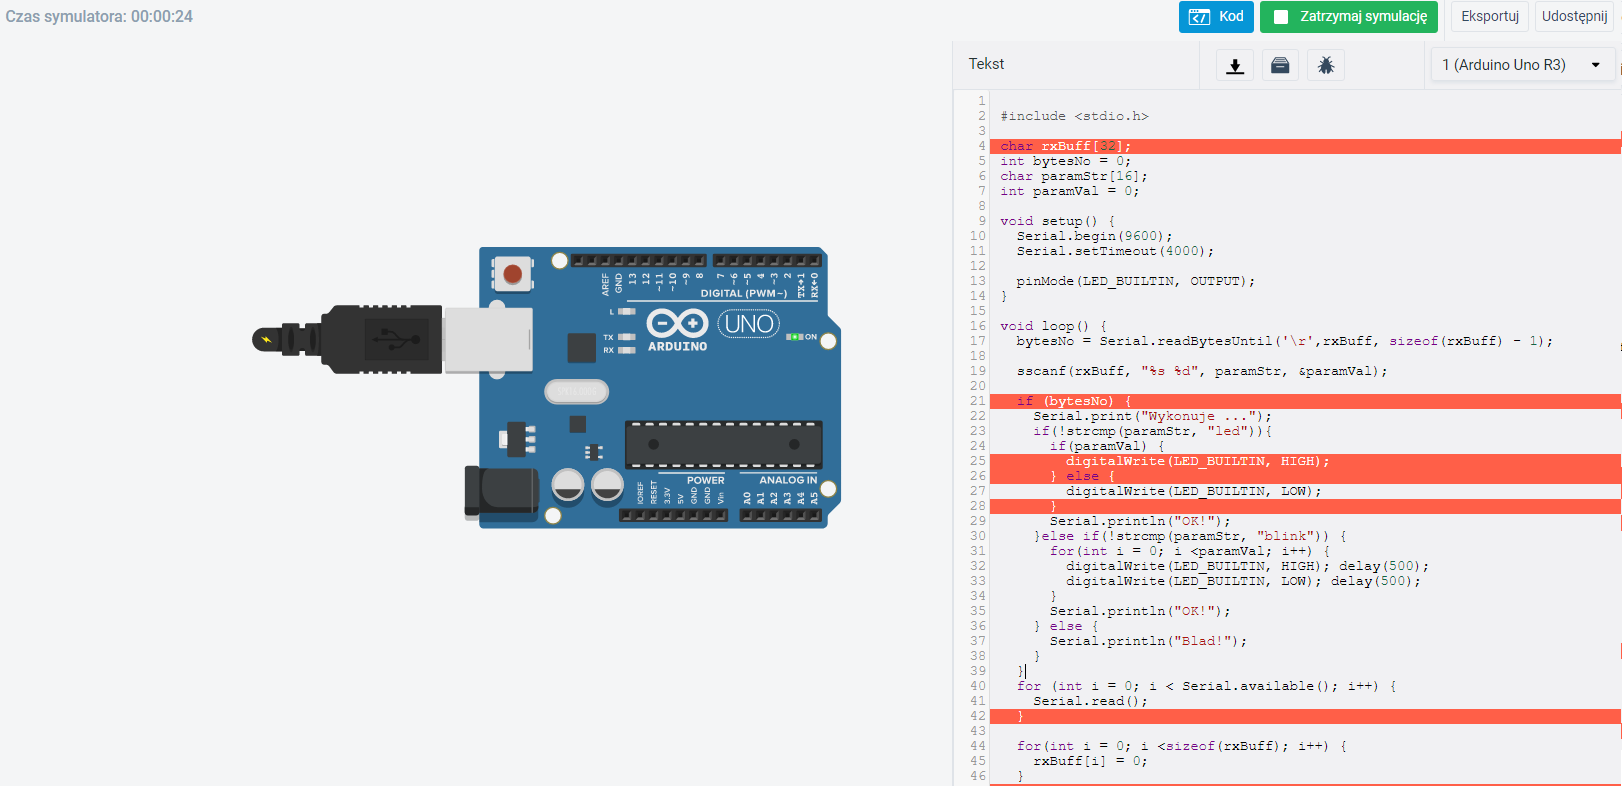 Czas symulatora: 00:00:24
Kod
Zatrzymaj symulację
Eksportuj
Udostępnij
Tekst
1 (Arduino Uno R3)
AREF
GND
13
12
~11
~10
~9
8
7
~6
~5
4
~3
2
TX→1
RX←0
DIGITAL (PWM ~)
L
TX
RX
ARDUINO
UNO
ON
POWER
ANALOG IN
IOREF
RESET
3.3V
5V
GND
GND
Vin
A0
A1
A2
A3
A4
A5
1
2 #include <stdio.h>
3
4 char rxBuff[32];
5 int bytesNo = 0;
6 char paramStr[16];
7 int paramVal = 0;
8
9 void setup() {
10 Serial.begin(9600);
11 Serial.setTimeout(4000);
12
13 pinMode(LED_BUILTIN, OUTPUT);
14 }
15
16 void loop() {
17 bytesNo = Serial.readBytesUntil('\r',rxBuff, sizeof(rxBuff) - 1);
18
19 sscanf(rxBuff, "%s %d", paramStr, &paramVal);
20
21 if (bytesNo) {
22 Serial.print("Wykonuje ...");
23 if(!strcmp(paramStr, "led")){
24 if(paramVal) {
25 digitalWrite(LED_BUILTIN, HIGH);
26 } else {
27 digitalWrite(LED_BUILTIN, LOW);
28 }
29 Serial.println("OK!");
30 }else if(!strcmp(paramStr, "blink")) {
31 for(int i = 0; i <paramVal; i++) {
32 digitalWrite(LED_BUILTIN, HIGH); delay(500);
33 digitalWrite(LED_BUILTIN, LOW); delay(500);
34 }
35 Serial.println("OK!");
36 } else {
37 Serial.println("Blad!");
38 }
39 }
40 for (int i = 0; i < Serial.available(); i++) {
41 Serial.read();
42 }
43
44 for(int i = 0; i <sizeof(rxBuff); i++) {
45 rxBuff[i] = 0;
46 }